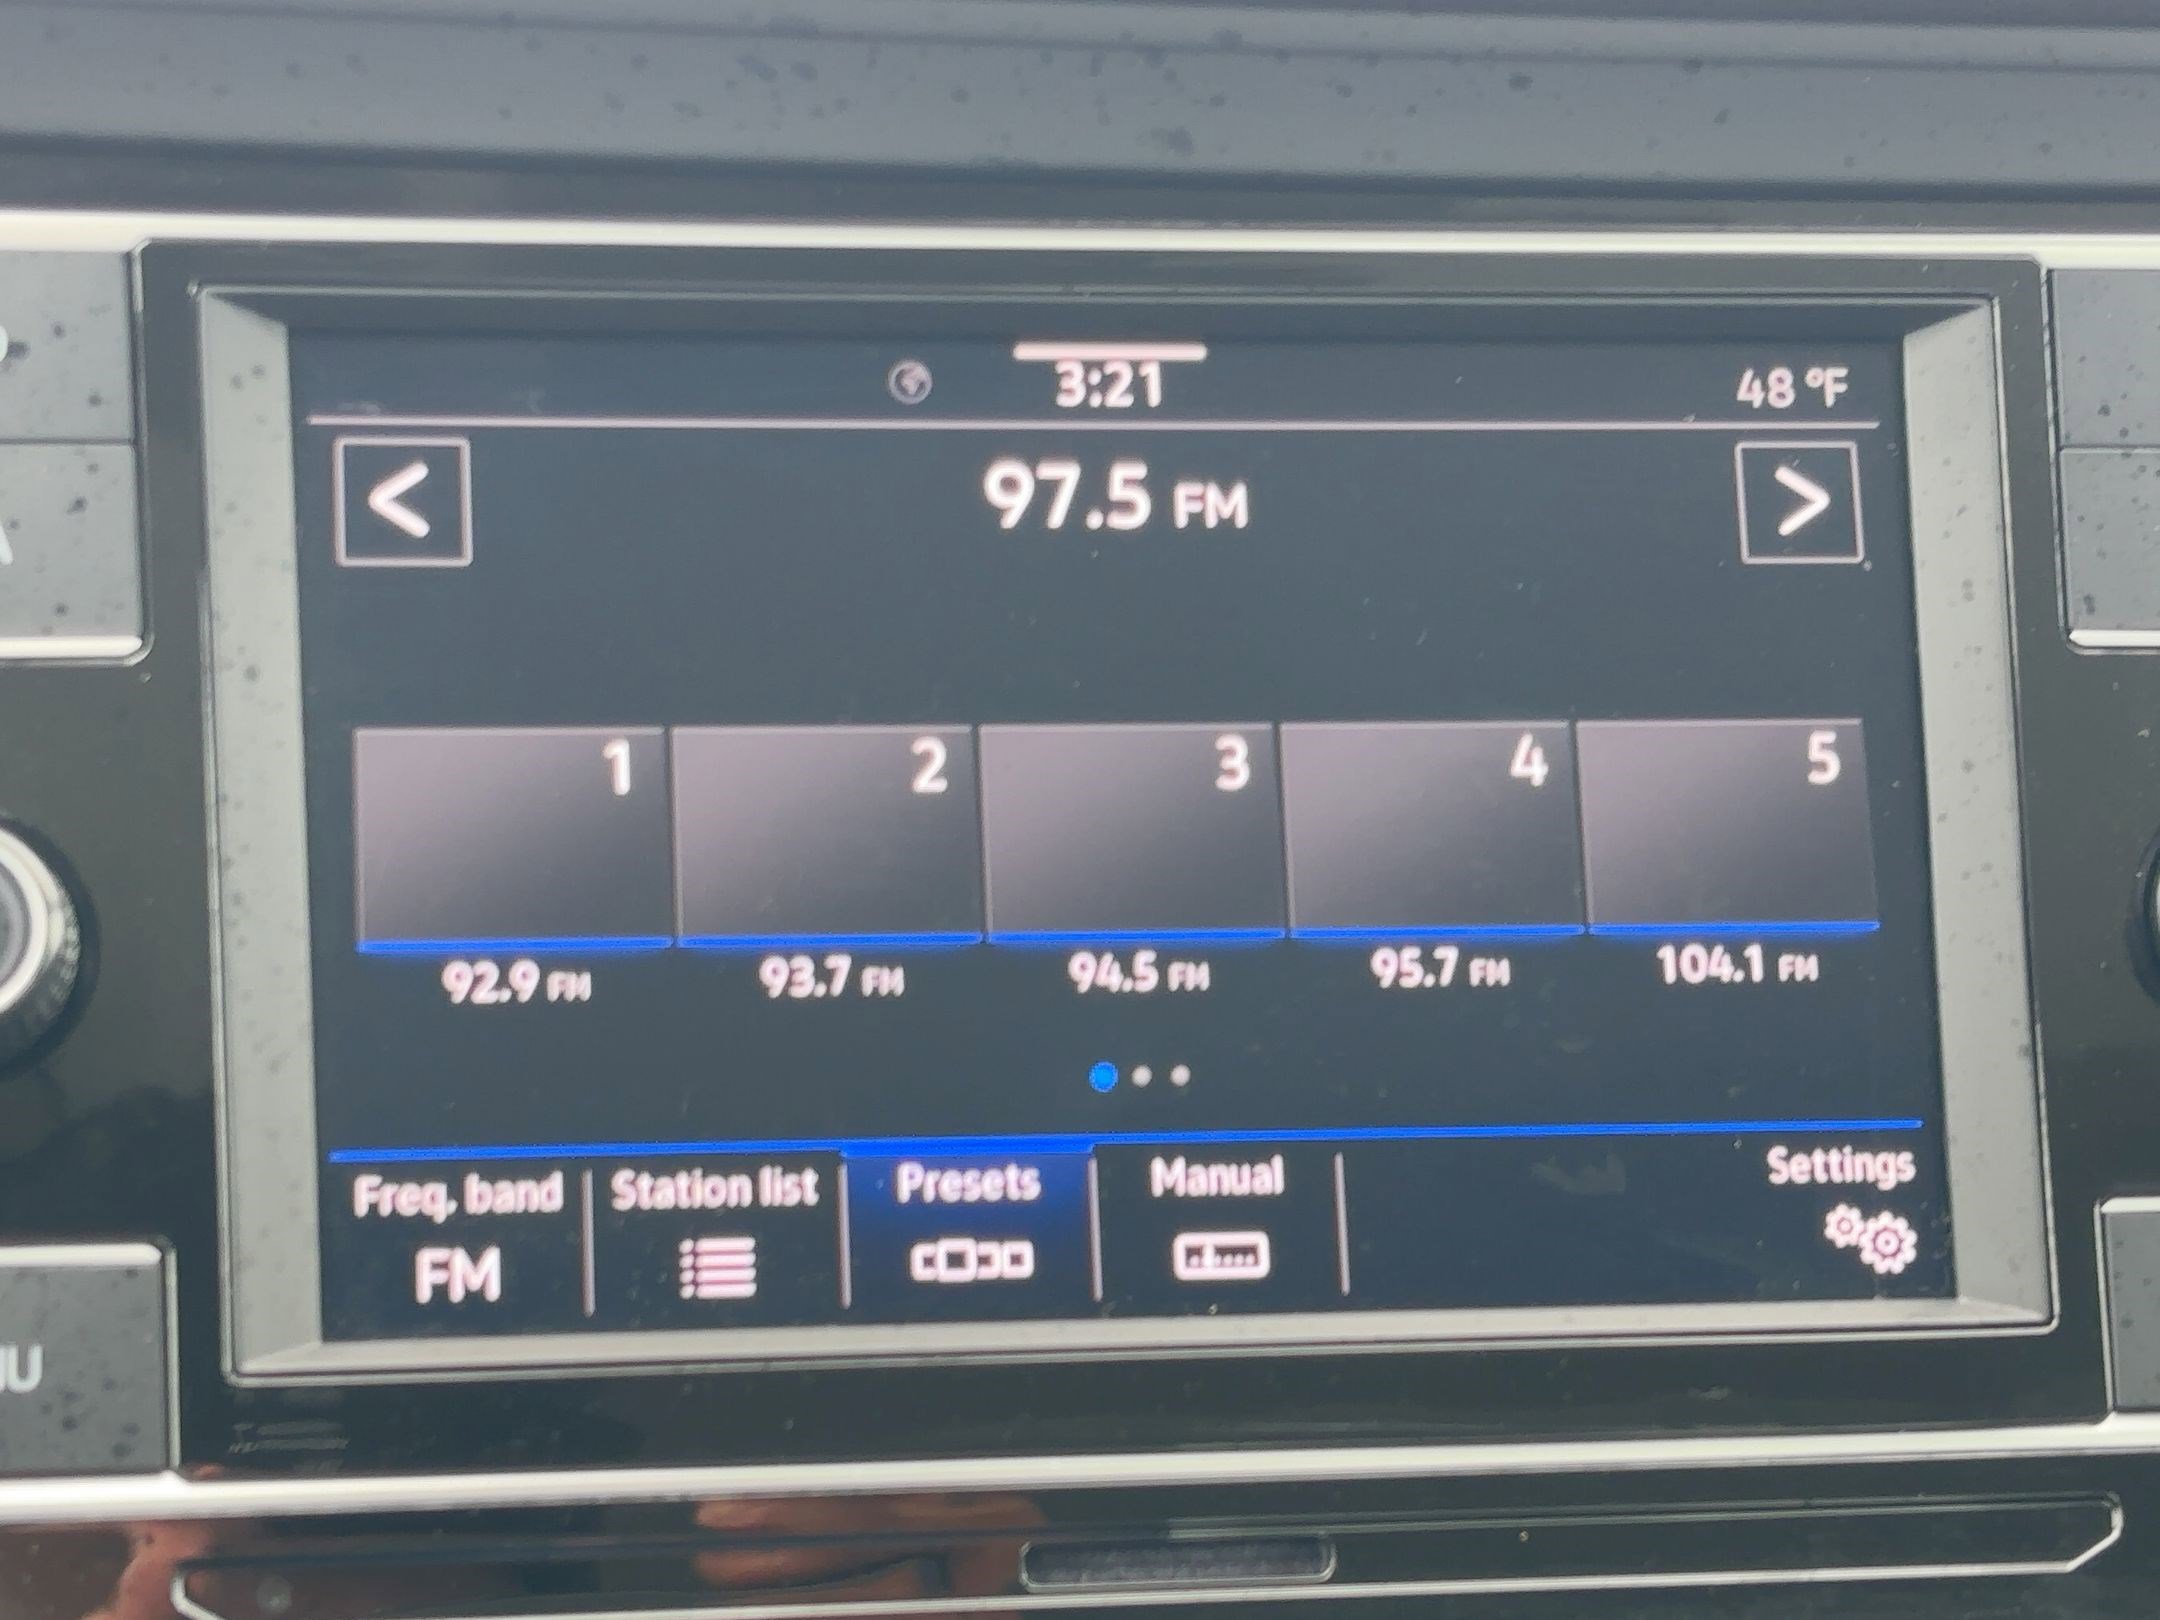 3:21
48 °F
<
97.5 FM
>
1
2
3
4
5
92.9 FM
93.7 FM
94.5 FM
95.7 FM
104.1 FM
Freq. band
Station list
Presets
Manual
Settings
FM